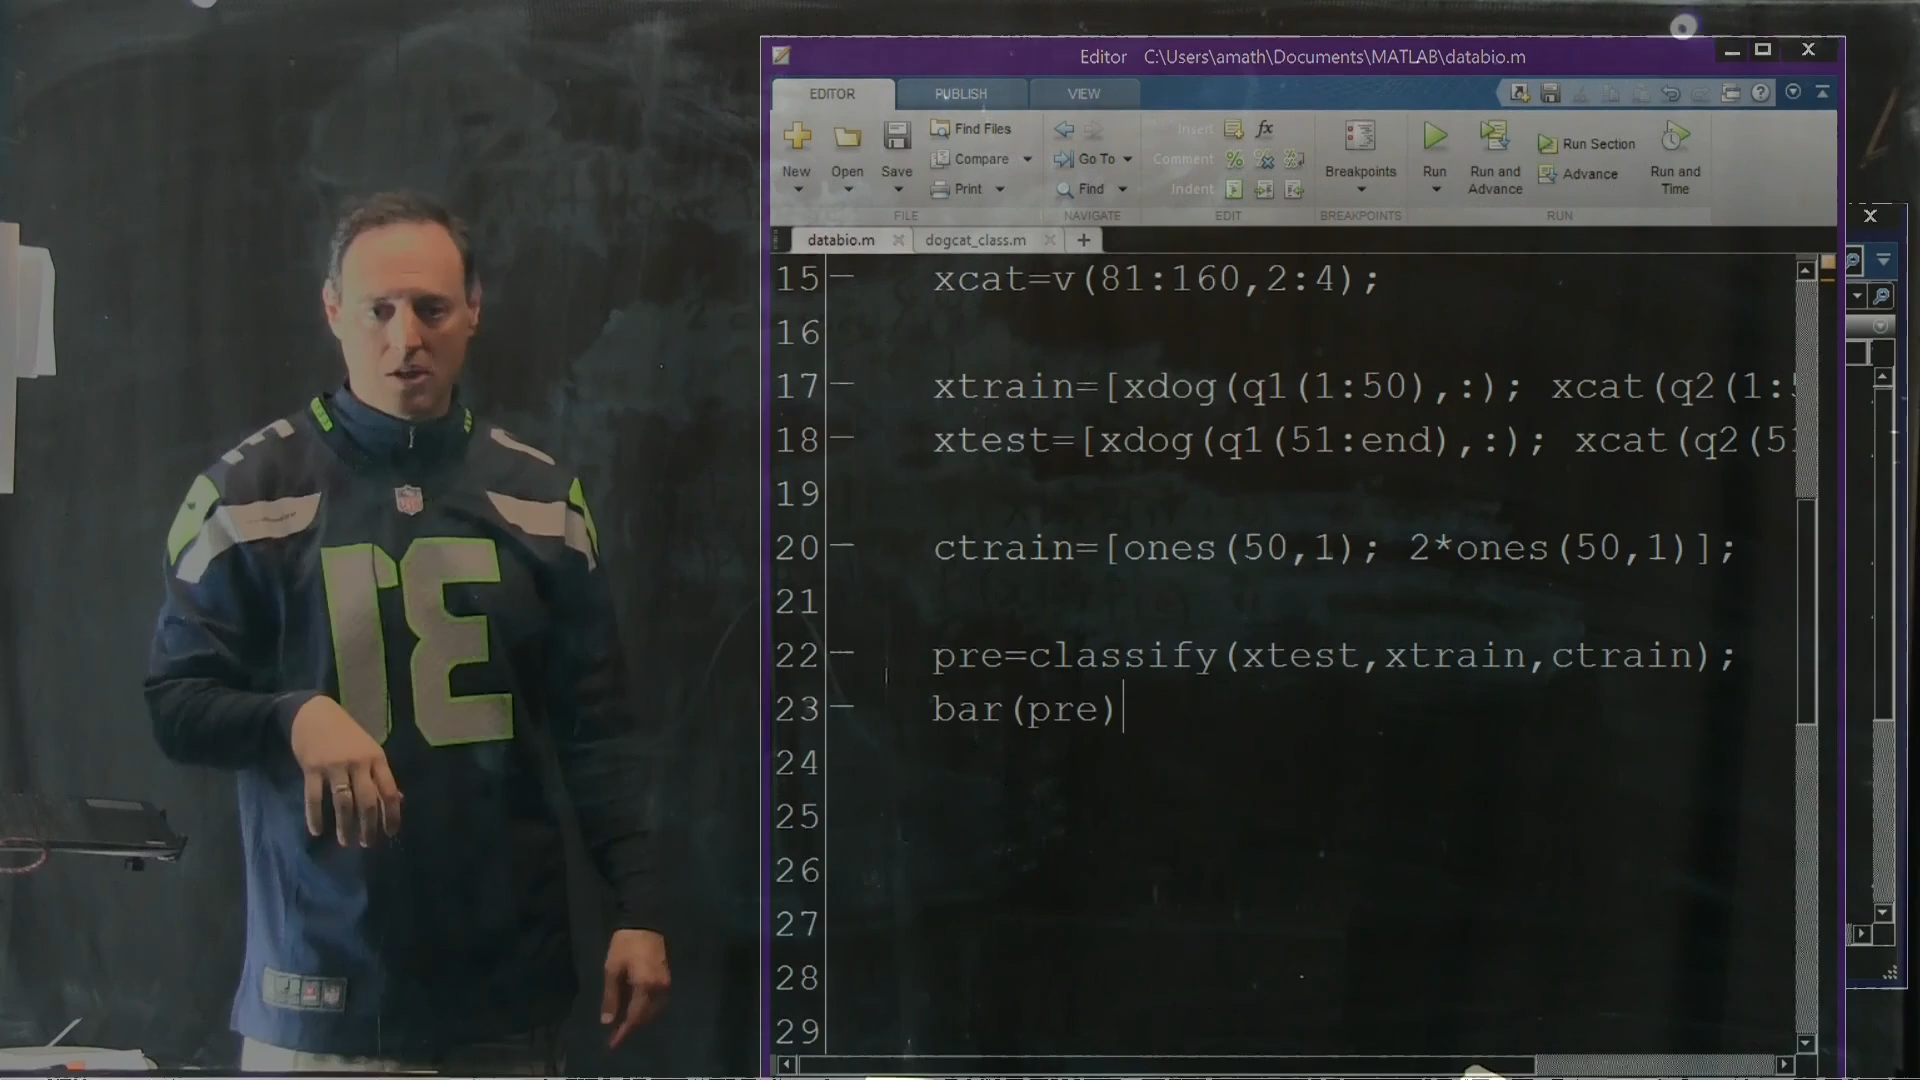 Editor C:\Users\amath\Documents\MATLAB\databio.m
EDITOR PUBLISH VIEW
New
Open
Save
Find Files
Compare
Print
FILE
Go To
Find
NAVIGATE
Insert
Comment
Indent
EDIT
Breakpoints
BREAKPOINTS
Run
Run and Advance
Run Section
Advance
Run and Time
RUN
databio.m dogcat_class.m
15 xcat=v(81:160,2:4);
16
17 xtrain=[xdog(q1(1:50),:); xcat(q2(1:
18 xtest=[xdog(q1(51:end),:); xcat(q2(5
19
20 ctrain=[ones(50,1); 2*ones(50,1)];
21
22 pre=classify(xtest,xtrain,ctrain);
23 bar(pre)
24
25
26
27
28
29